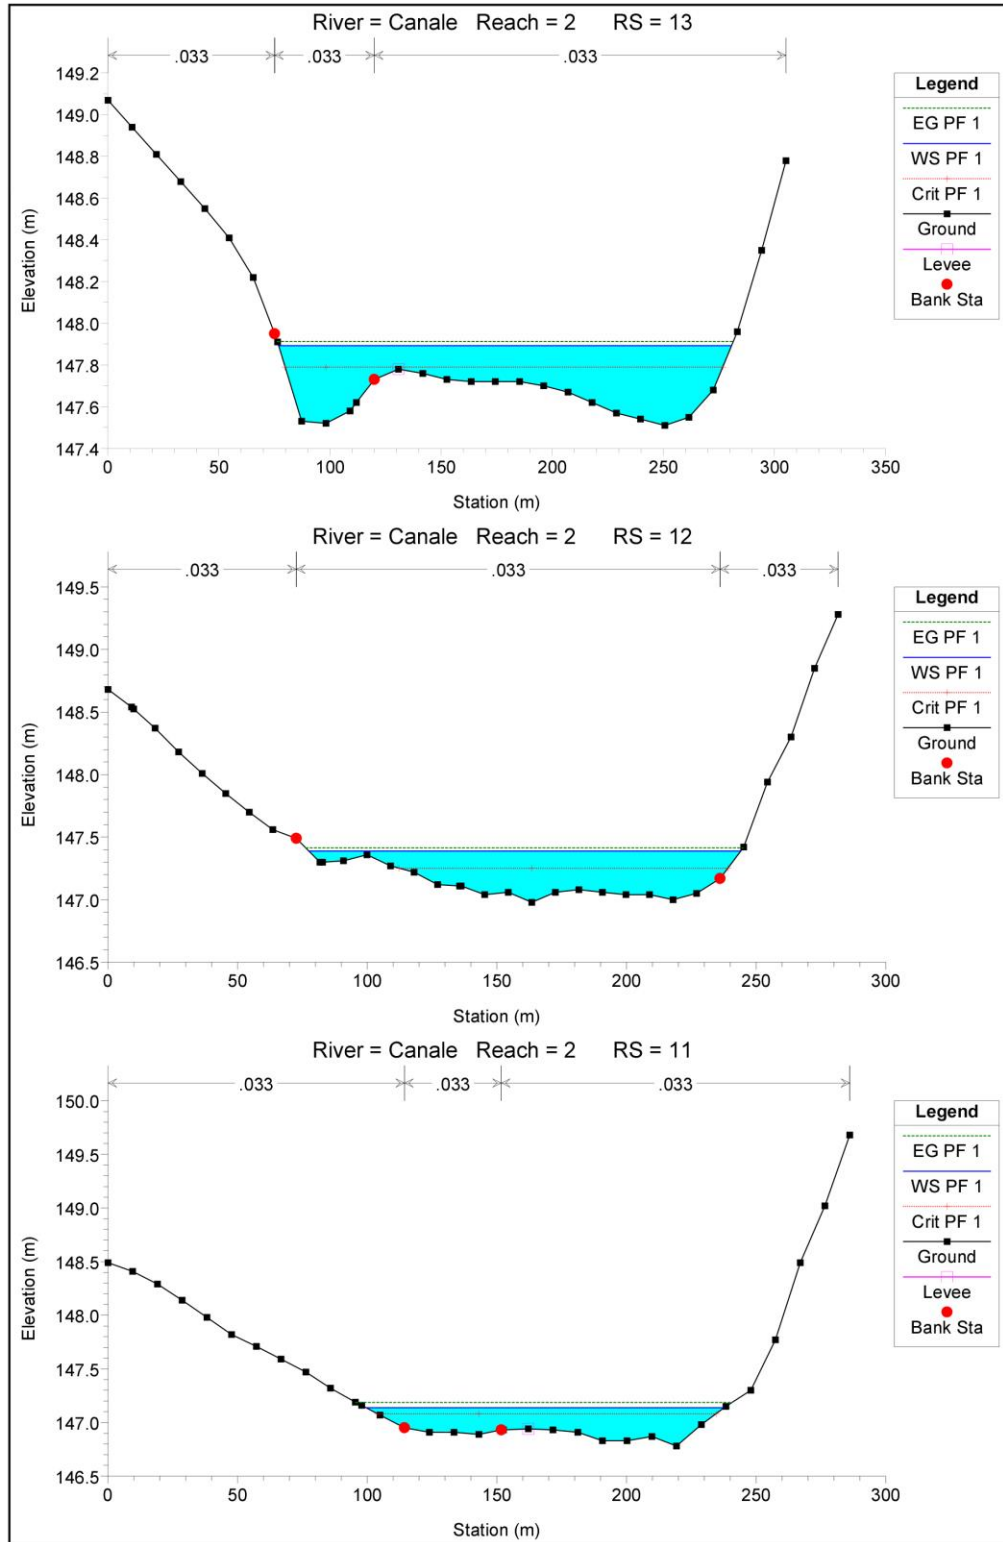 River = Canale Reach = 2 RS = 13
.033 .033 .033
149.2
149.0
148.8
148.6
148.4
148.2
148.0
147.8
147.6
147.4
Elevation (m)
0 50 100 150 200 250 300 350
Station (m)
Legend
EG PF 1
WS PF 1
Crit PF 1
Ground
Levee
Bank Sta
River = Canale Reach = 2 RS = 12
.033 .033 .033
149.5
149.0
148.5
148.0
147.5
147.0
146.5
Elevation (m)
0 50 100 150 200 250 300
Station (m)
Legend
EG PF 1
WS PF 1
Crit PF 1
Ground
Bank Sta
River = Canale Reach = 2 RS = 11
.033 .033 .033
150.0
149.5
149.0
148.5
148.0
147.5
147.0
146.5
Elevation (m)
0 50 100 150 200 250 300
Station (m)
Legend
EG PF 1
WS PF 1
Crit PF 1
Ground
Levee
Bank Sta